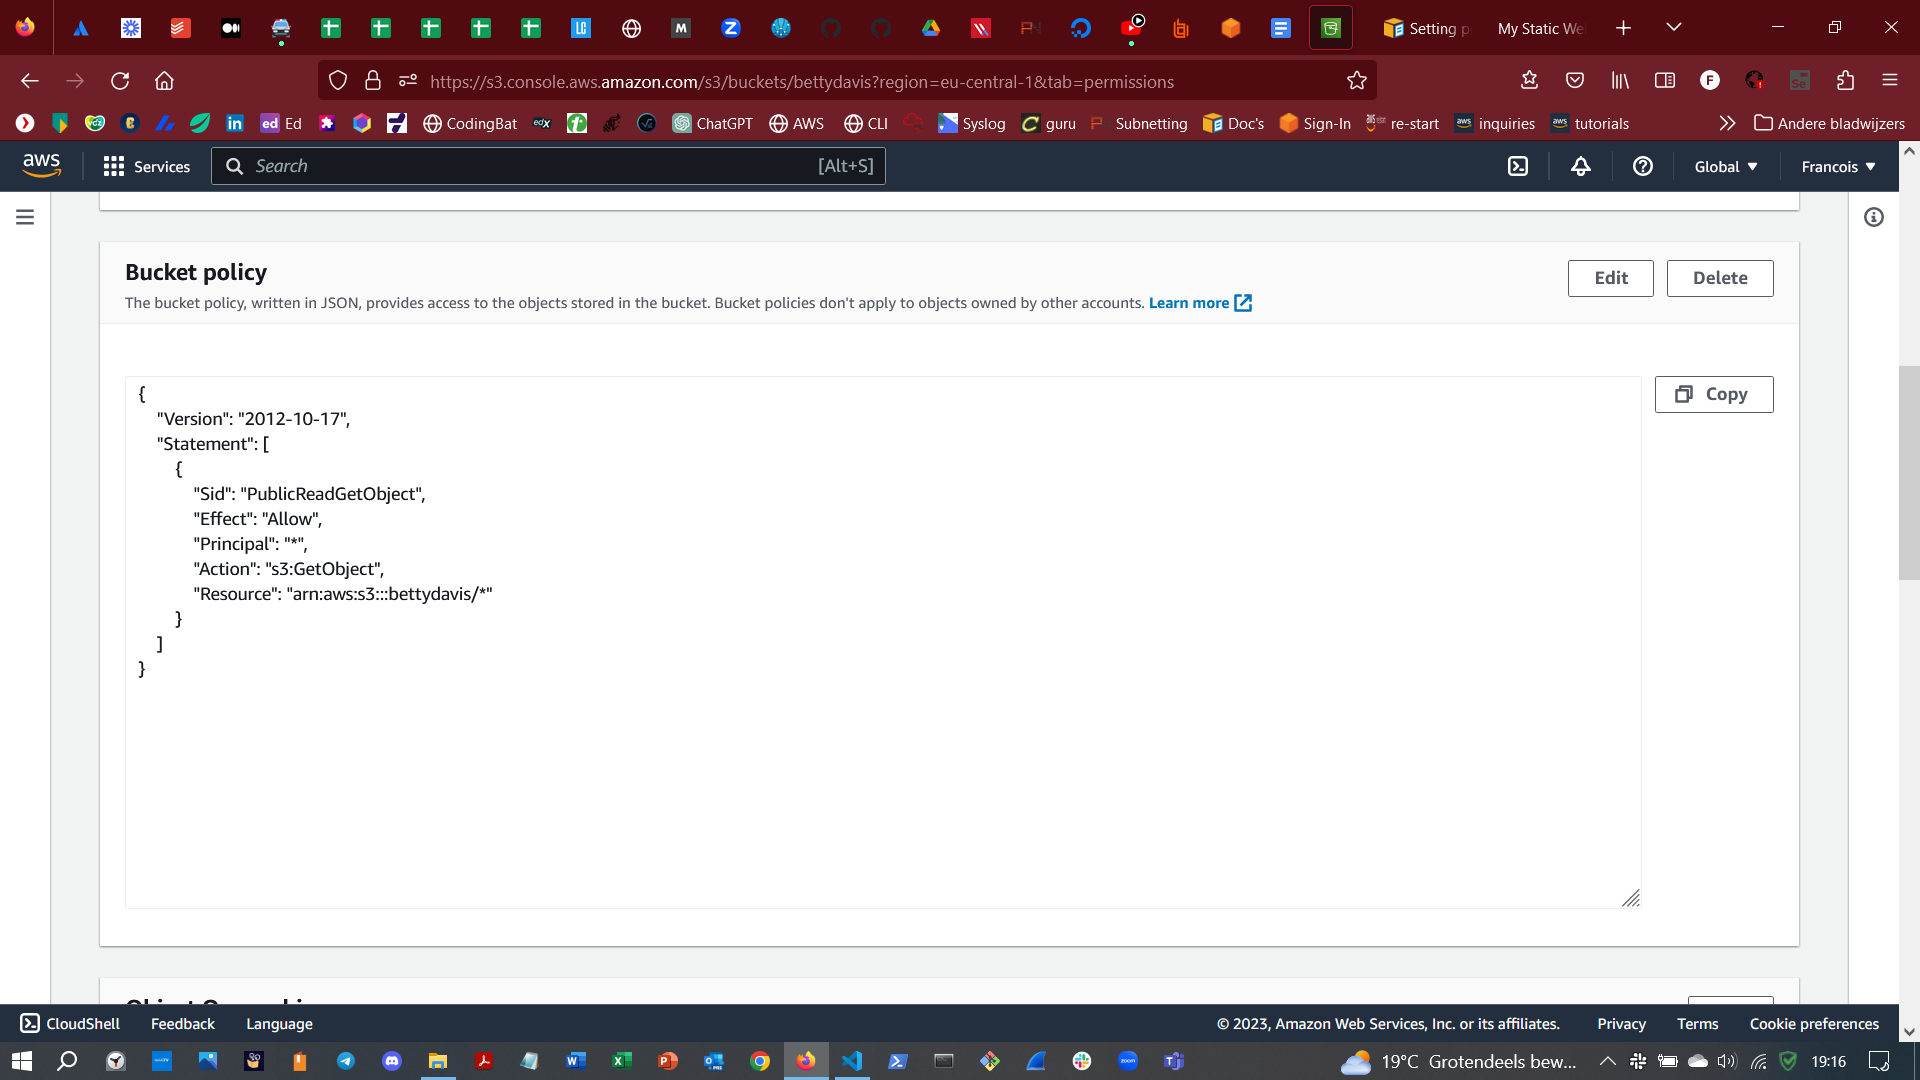 Setting p
My Static We
https://s3.console.aws.amazon.com/s3/buckets/bettydavis?region=eu-central-1&tab=permissions
Ed
CodingBat
edX
ChatGPT
AWS
CLI
Syslog
guru
Subnetting
Doc's
Sign-In
re-start
inquiries
tutorials
Andere bladwijzers
aws
Services
Search
[Alt+S]
Global
Francois
Bucket policy
Edit
Delete
The bucket policy, written in JSON, provides access to the objects stored in the bucket. Bucket policies don't apply to objects owned by other accounts. Learn more
Copy
{
"Version": "2012-10-17",
"Statement": [
{
"Sid": "PublicReadGetObject",
"Effect": "Allow",
"Principal": "*",
"Action": "s3:GetObject",
"Resource": "arn:aws:s3:::bettydavis/*"
}
]
}
CloudShell
Feedback
Language
© 2023, Amazon Web Services, Inc. or its affiliates.
Privacy
Terms
Cookie preferences
19°C Grotendeels bew...
19:16